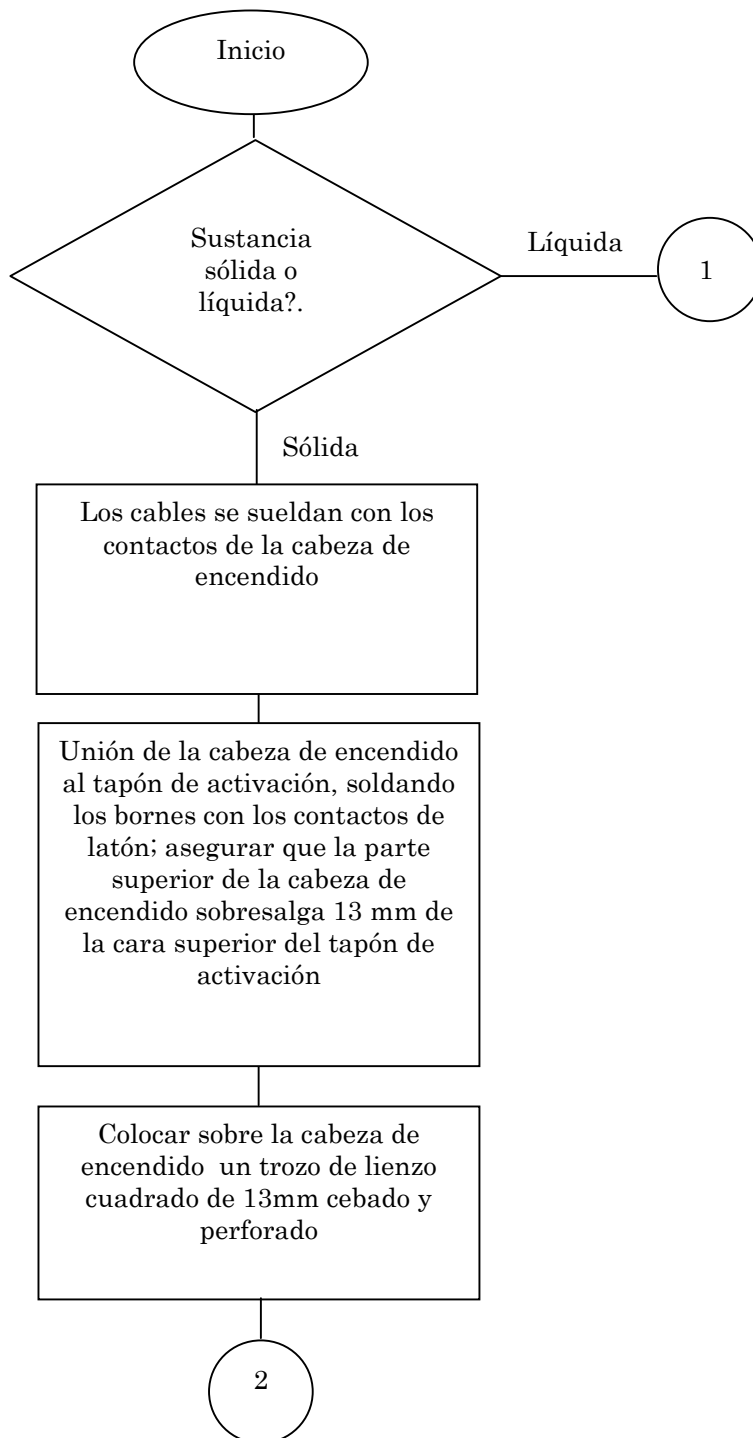 Inicio
Sustancia
sólida o
líquida?.
Líquida
1
Sólida
Los cables se sueldan con los
contactos de la cabeza de
encendido
Unión de la cabeza de encendido
al tapón de activación, soldando
los bornes con los contactos de
latón; asegurar que la parte
superior de la cabeza de
encendido sobresalga 13 mm de
la cara superior del tapón de
activación
Colocar sobre la cabeza de
encendido un trozo de lienzo
cuadrado de 13mm cebado y
perforado
2